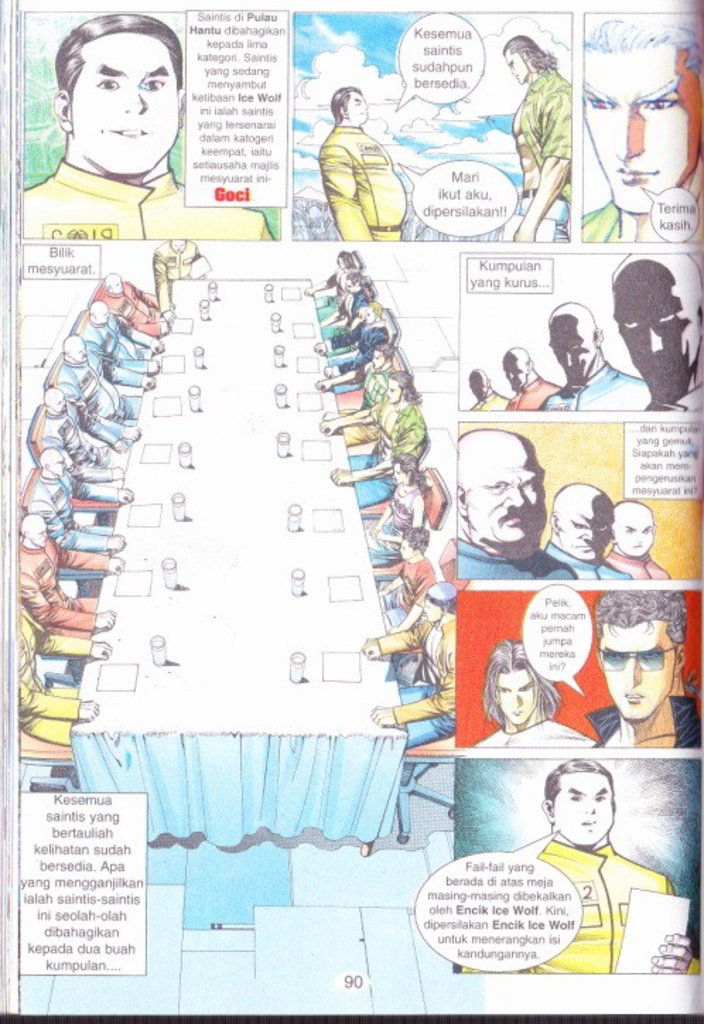 Saintis di Pulau
Hantu dibahagikan
kepada lima
kategori. Saintis
yang sedang
menyambut
ketibaan Ice Wolf
ini ialah saintis
yang tersenarai
dalam katogeri
keempat, iaitu
setiausaha majlis
mesyuarat ini-
Goci
Kesemua
saintis
sudahpun
bersedia.
Mari
ikut aku,
dipersilakan!!
Terima
kasih.
Bilik
mesyuarat.
Kumpulan
yang kurus...
....dan kumpulan
yang gemuk.
Siapakah yang
akan mem-
pengerusikan
mesyuarat ini?
Pelik,
aku macam
pernah
jumpa
mereka
ini?
Kesemua
saintis yang
bertauliah
kelihatan sudah
bersedia. Apa
yang mengganjilkan
ialah saintis-saintis
ini seolah-olah
dibahagikan
kepada dua buah
kumpulan....
Fail-fail yang
berada di atas meja
masing-masing dibekalkan
oleh Encik Ice Wolf. Kini,
dipersilakan Encik Ice Wolf
untuk menerangkan isi
kandungannya.
2
90